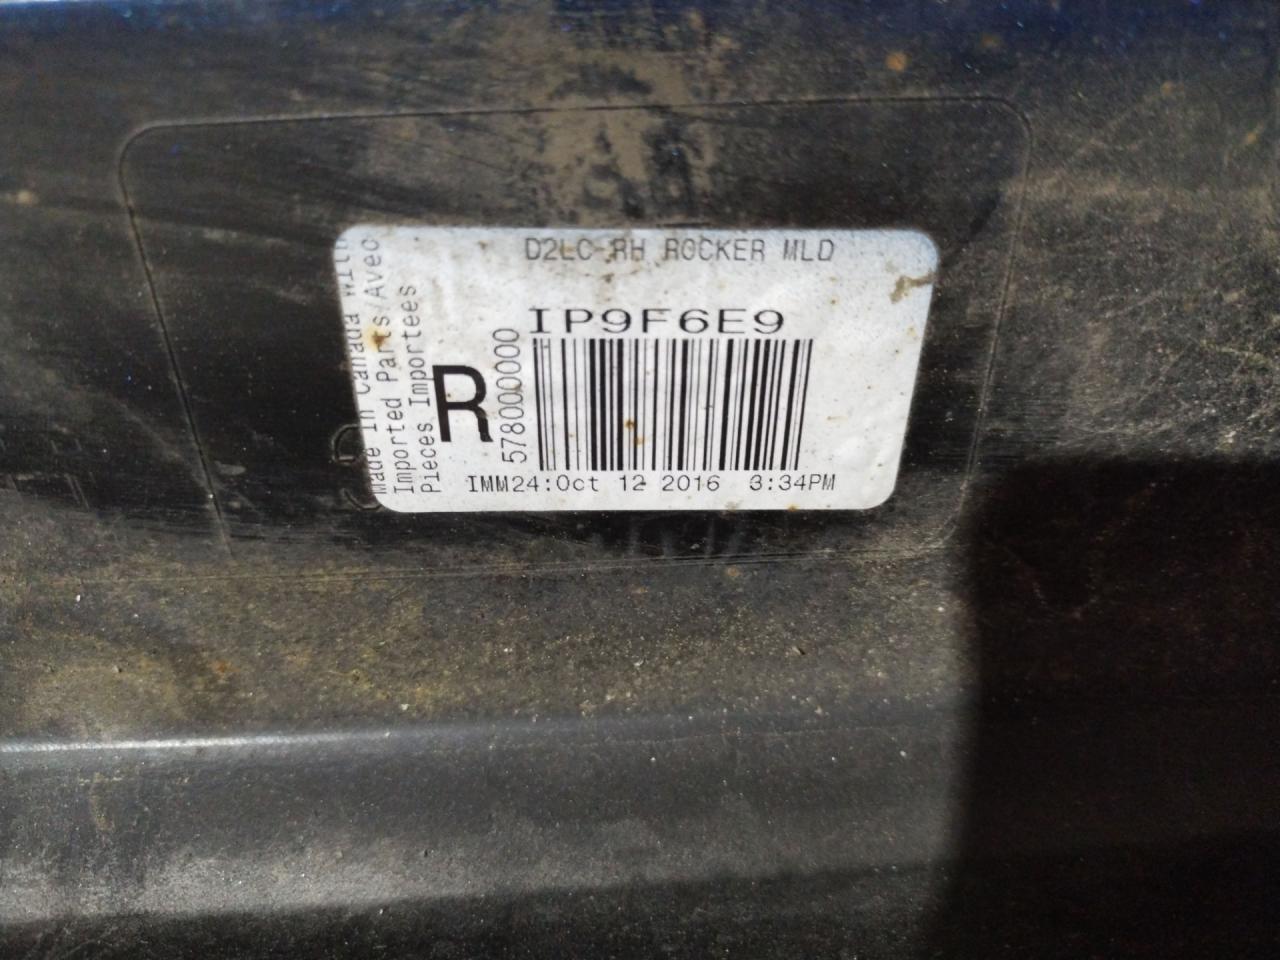 D2LC-RH ROCKER MLD
IP9F6E9
R
578000000
IMM24:Oct 12 2016 3:34PM
Made In Canada With
Imported Parts/Avec
Pieces Importees